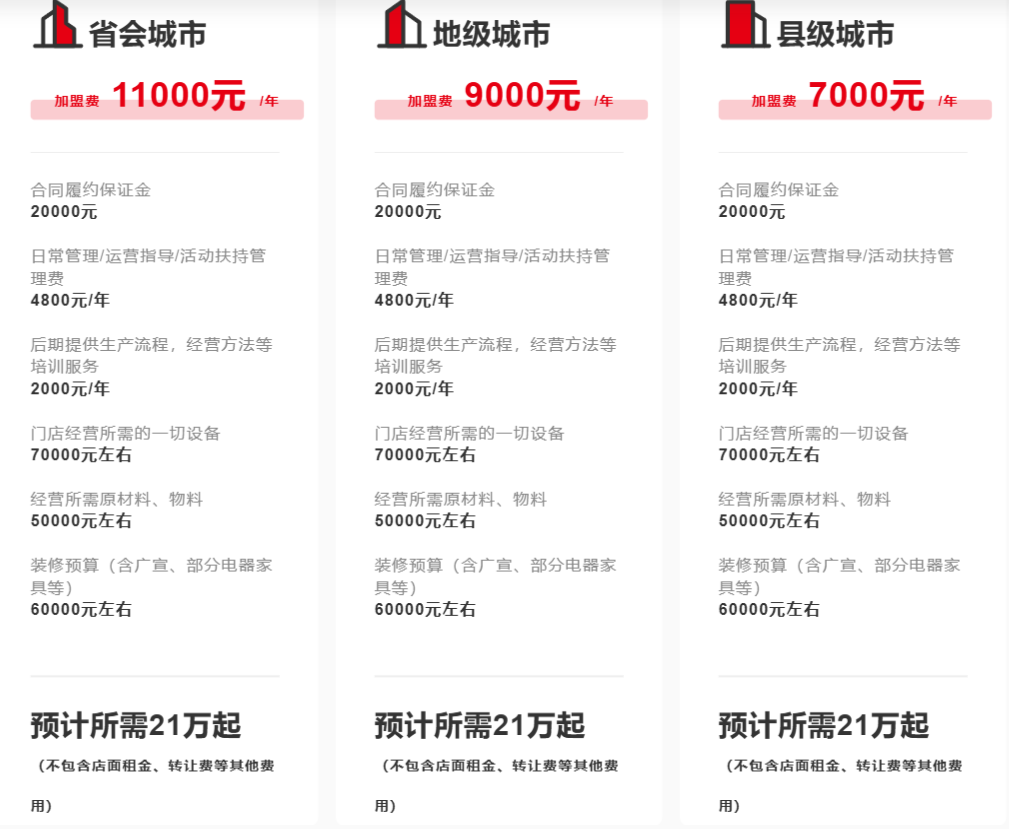 省会城市
加盟费 11000元 /年
合同履约保证金
20000元
日常管理/运营指导/活动扶持管
理费
4800元/年
后期提供生产流程，经营方法等
培训服务
2000元/年
门店经营所需的一切设备
70000元左右
经营所需原材料、物料
50000元左右
装修预算（含广宣、部分电器家
具等）
60000元左右
预计所需21万起
（不包含店面租金、转让费等其他费
用）
地级城市
加盟费 9000元 /年
合同履约保证金
20000元
日常管理/运营指导/活动扶持管
理费
4800元/年
后期提供生产流程，经营方法等
培训服务
2000元/年
门店经营所需的一切设备
70000元左右
经营所需原材料、物料
50000元左右
装修预算（含广宣、部分电器家
具等）
60000元左右
预计所需21万起
（不包含店面租金、转让费等其他费
用）
县级城市
加盟费 7000元 /年
合同履约保证金
20000元
日常管理/运营指导/活动扶持管
理费
4800元/年
后期提供生产流程，经营方法等
培训服务
2000元/年
门店经营所需的一切设备
70000元左右
经营所需原材料、物料
50000元左右
装修预算（含广宣、部分电器家
具等）
60000元左右
预计所需21万起
（不包含店面租金、转让费等其他费
用）